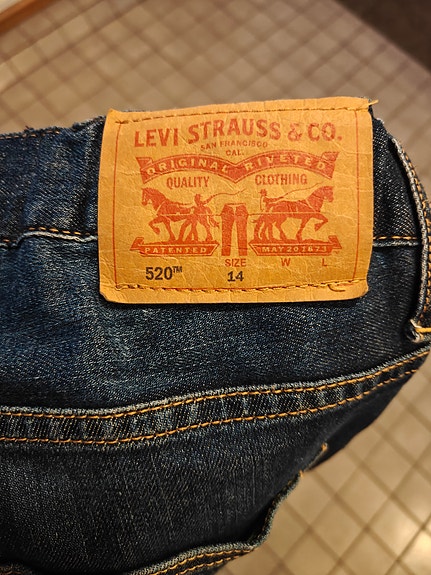 LEVI STRAUSS & CO.
SAN FRANCISCO
CAL.
ORIGINAL RIVETED
QUALITY CLOTHING
PATENTED MAY 20 1873
SIZE W L
520™ 14